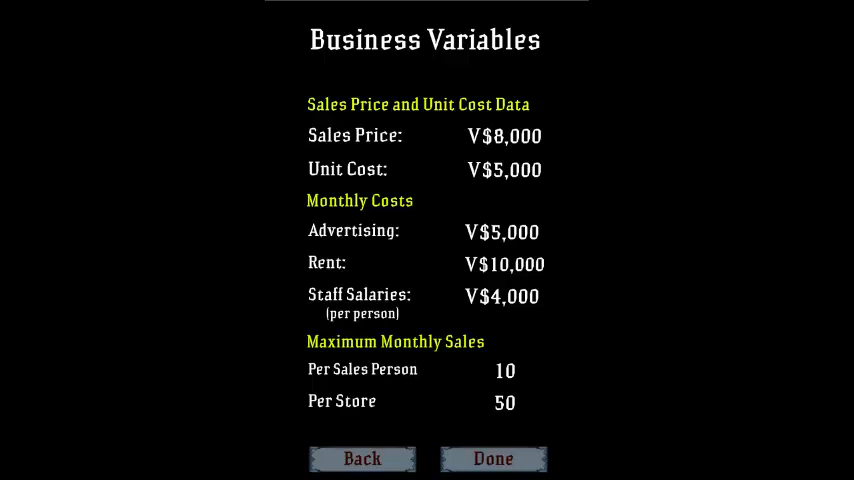 Business Variables
Sales Price and Unit Cost Data
Sales Price: V$8,000
Unit Cost: V$5,000
Monthly Costs
Advertising: V$5,000
Rent: V$10,000
Staff Salaries: V$4,000
(per person)
Maximum Monthly Sales
Per Sales Person 10
Per Store 50
Back Done